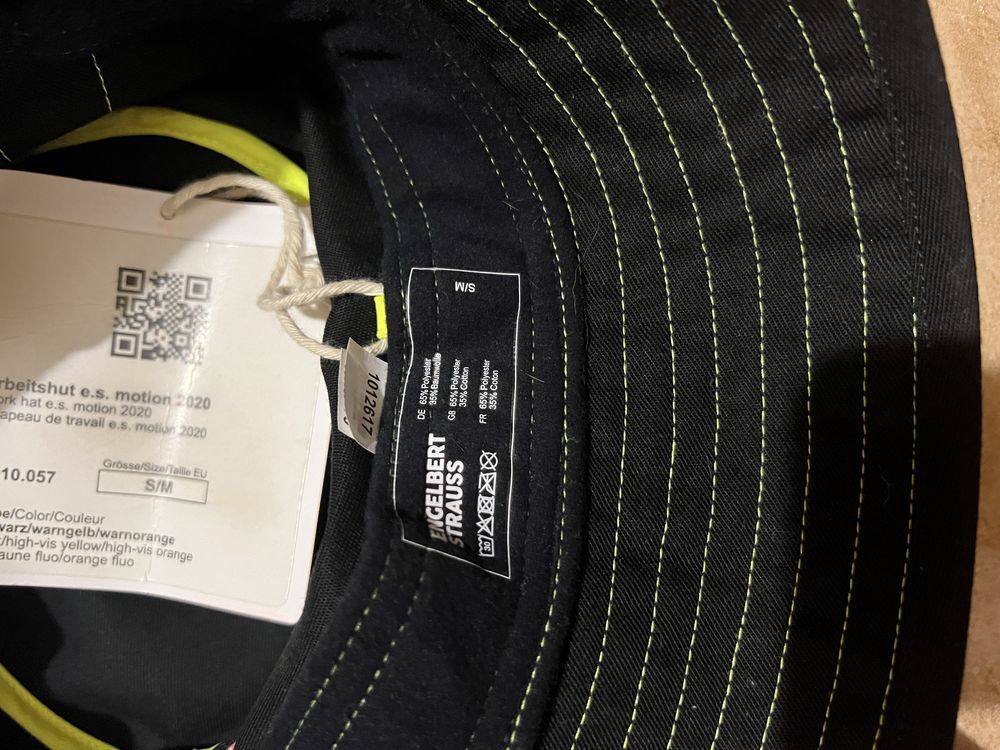 rbeitshut e.s. motion 2020
ork hat e.s. motion 2020
apeau de travail e.s. motion 2020
10.057
Grösse/Size/Taille EU
S/M
be/Color/Couleur
warz/warngelb/warnorange
/high-vis yellow/high-vis orange
aune fluo/orange fluo
1012617
S/M
DE 65% Polyester
35% Baumwolle
GB 65% Polyester
35% Cotton
FR 65% Polyester
35% Coton
ENGELBERT
STRAUSS
30